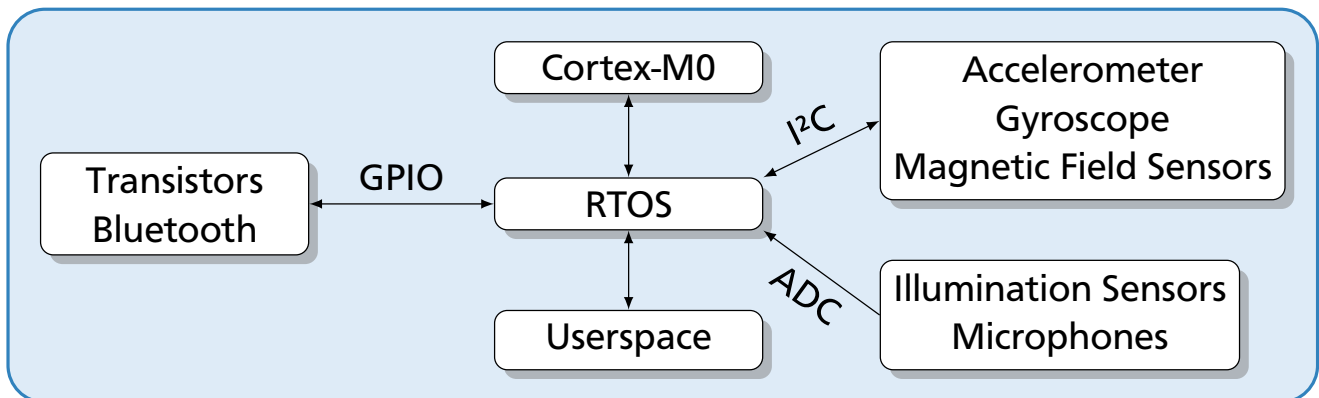 Cortex-M0
Accelerometer
Gyroscope
Magnetic Field Sensors
I²C
Transistors
Bluetooth
GPIO
RTOS
ADC
Illumination Sensors
Microphones
Userspace